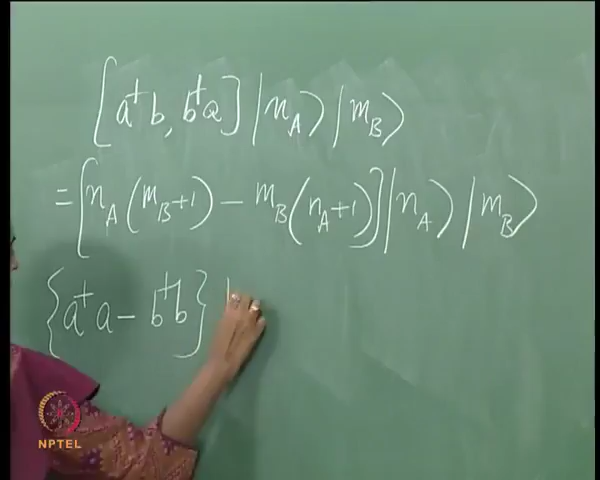 [a†b, b†a] |n_A⟩ |m_B⟩
= [n_A (m_B+1) − m_B (n_A+1)] |n_A⟩ |m_B⟩
{a†a − b†b} |
NPTEL